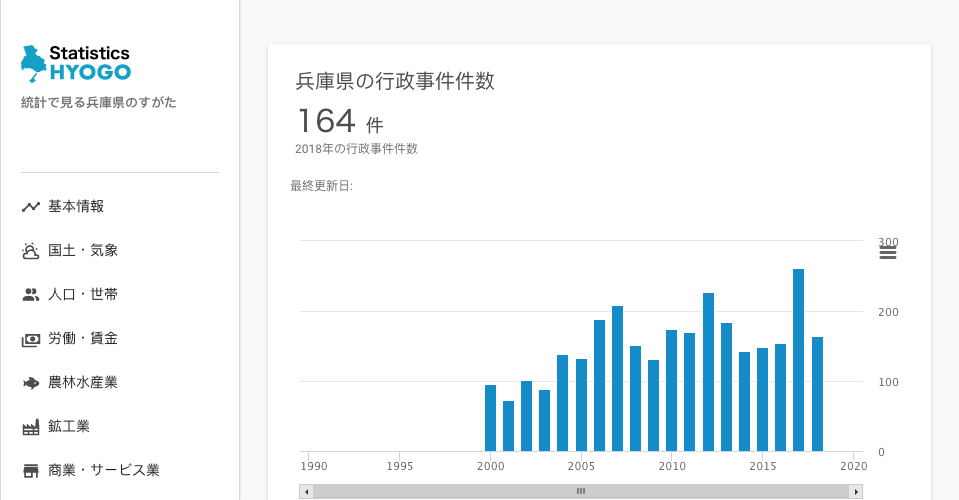 Statistics
HYOGO
統計で見る兵庫県のすがた
基本情報
国土・気象
人口・世帯
労働・賃金
農林水産業
鉱工業
商業・サービス業
兵庫県の行政事件件数
164 件
2018年の行政事件件数
最終更新日:
300
200
100
0
1990 1995 2000 2005 2010 2015 2020